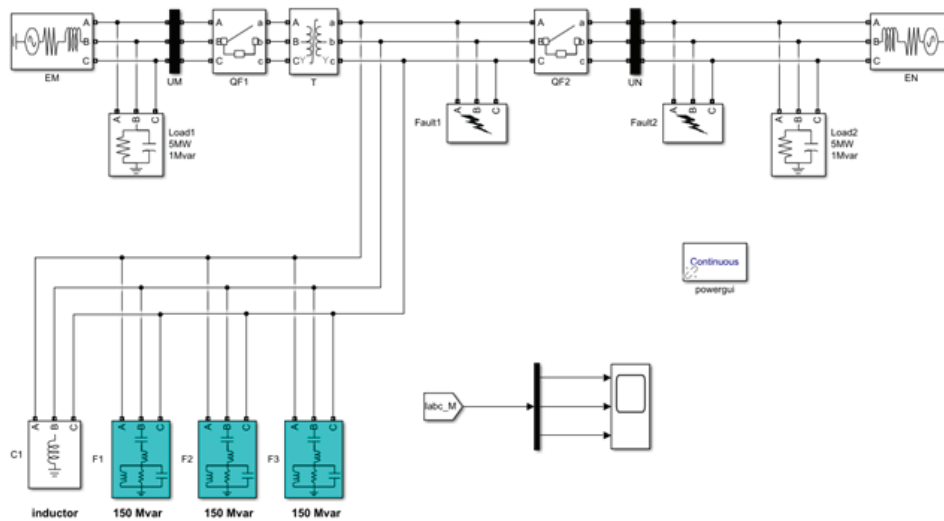 A A A A a A a A A
B B B B b B b B B
C C C C c C c C C
EM UM QF1 T QF2 UN EN
A B C
A B C
A B C
A B C
Load1
5MW
1Mvar
Fault1
Fault2
Load2
5MW
1Mvar
Continuous
powergui
Iabc_M
A B C
A B C
A B C
A B C
C1
F1
F2
F3
inductor
150 Mvar
150 Mvar
150 Mvar